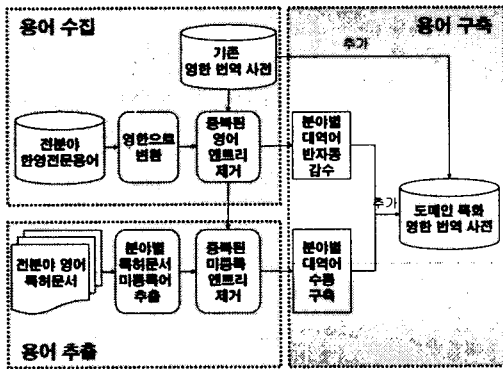 용어 수집
용어 구축
기존
영한 번역 사전
추가
전분야
한영전문용어
영한으로
변환
중복된
영어
엔트리
제거
분야별
대역어
반자동
감수
추가
도메인 특화
영한 번역 사전
전분야 영어
특허문서
분야별
특허문서
미등록어
추출
중복된
미등록
엔트리
제거
분야별
대역어
수동
구축
용어 추출